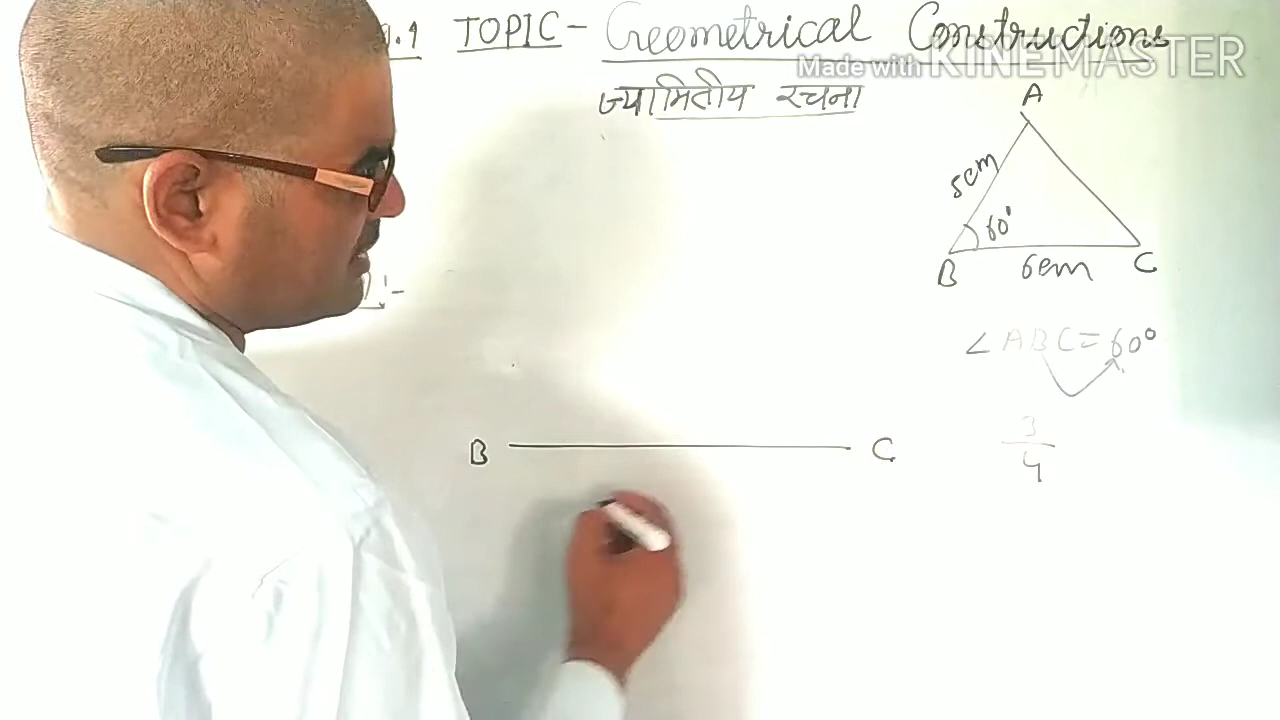 .1 TOPIC - Geometrical Constructions
Made with KINEMASTER
ज्यामितीय रचना
A
5cm
60°
B 6cm C
:-
∠ABC = 60°
B C
3
4